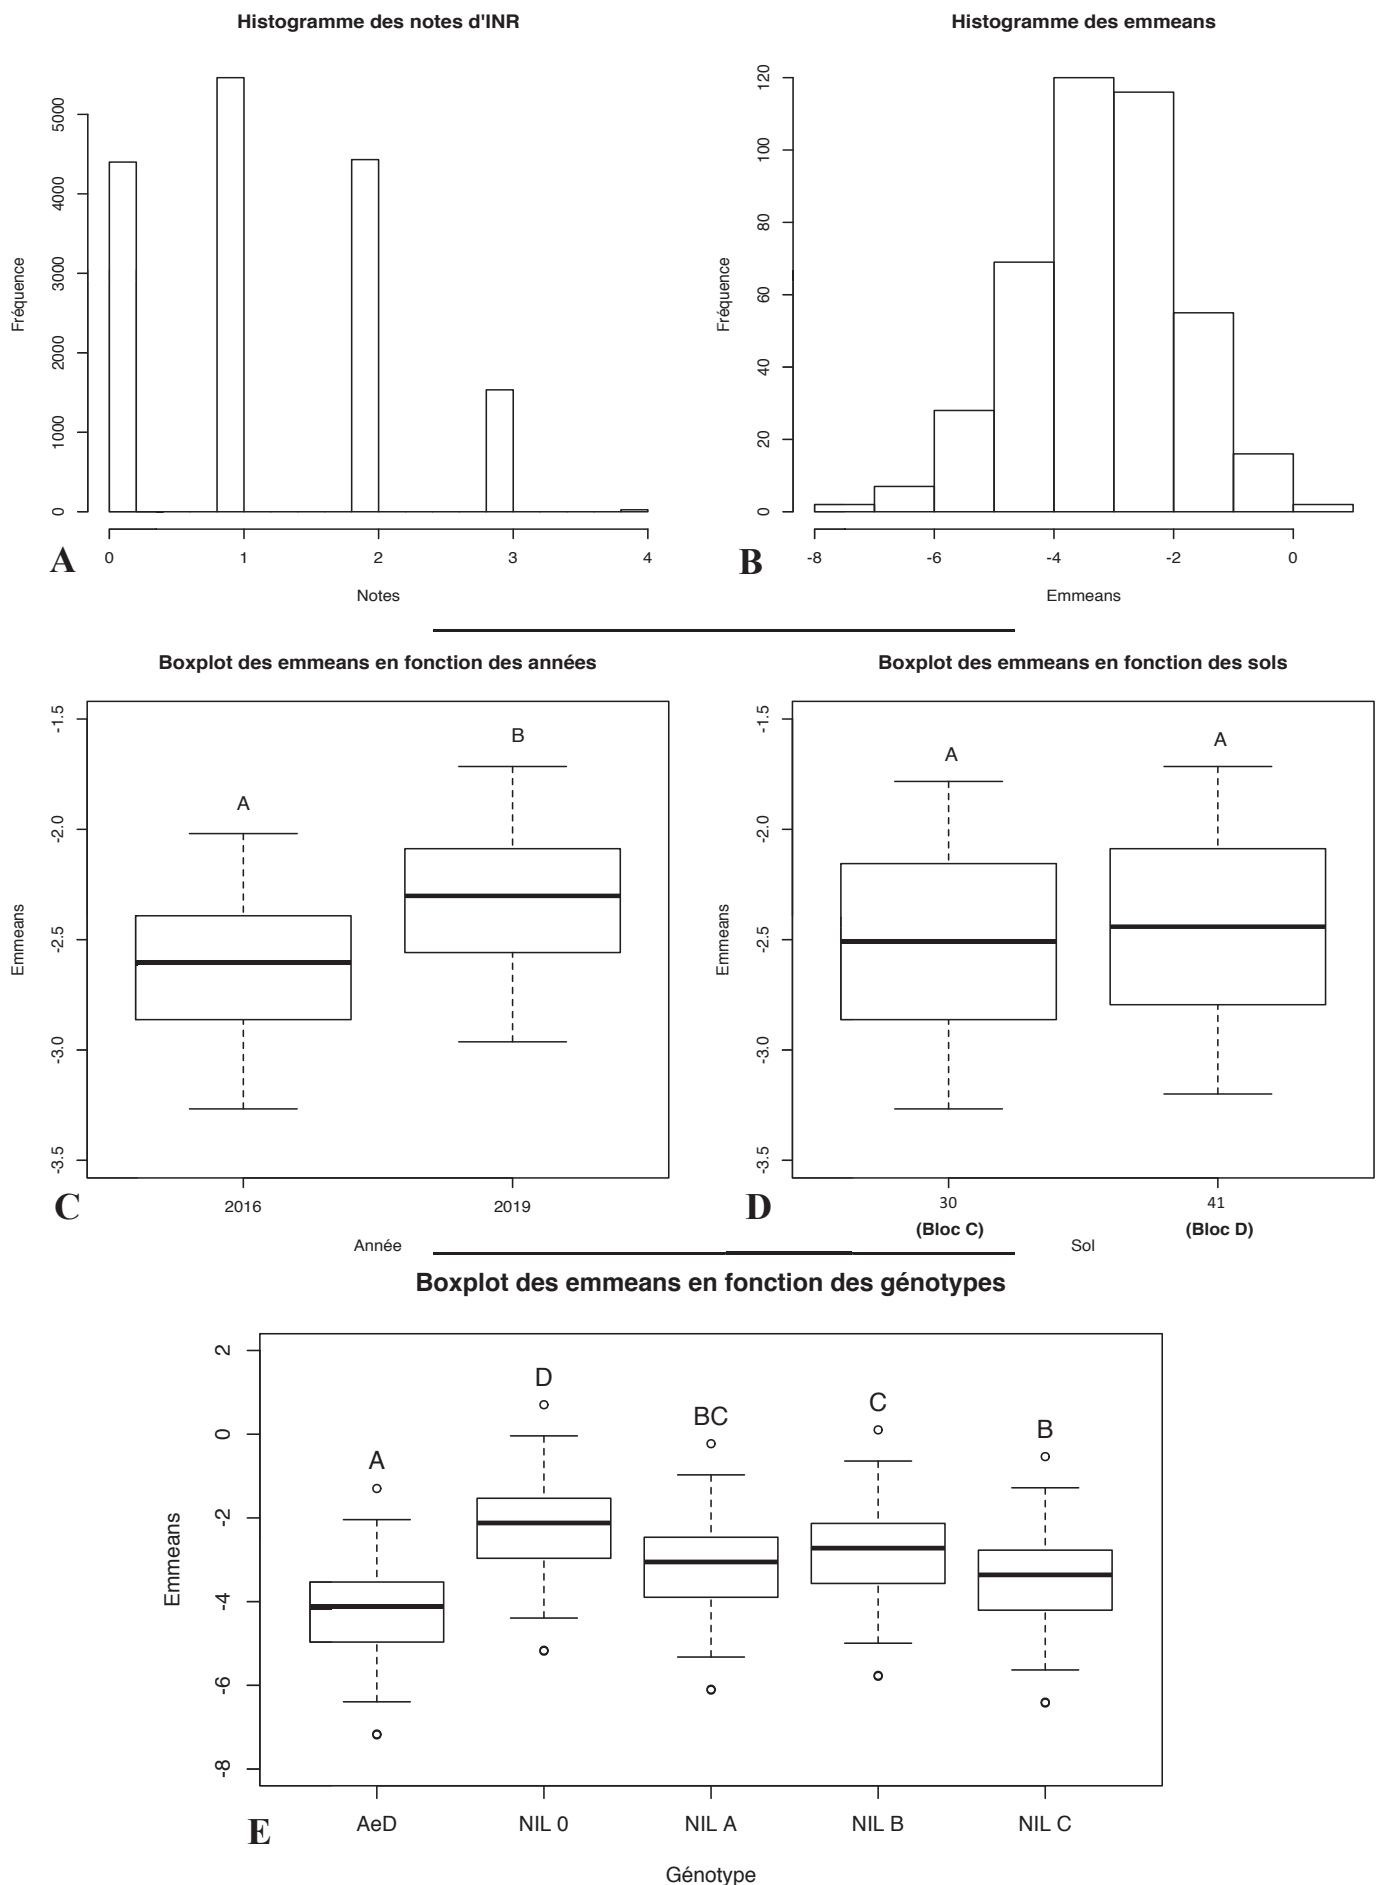 Histogramme des notes d'INR
Histogramme des emmeans
Fréquence
0 1000 2000 3000 4000 5000
0 1 2 3 4
Notes
A
Fréquence
0 20 40 60 80 100 120
-8 -6 -4 -2 0
Emmeans
B
Boxplot des emmeans en fonction des années
Boxplot des emmeans en fonction des sols
Emmeans
-1.5
-2.0
-2.5
-3.0
-3.5
A
B
2016 2019
Année
C
Emmeans
-1.5
-2.0
-2.5
-3.0
-3.5
A
A
30 41
(Bloc C) (Bloc D)
Sol
D
Boxplot des emmeans en fonction des génotypes
Emmeans
2
0
-2
-4
-6
-8
A
D
BC
C
B
AeD NIL 0 NIL A NIL B NIL C
Génotype
E